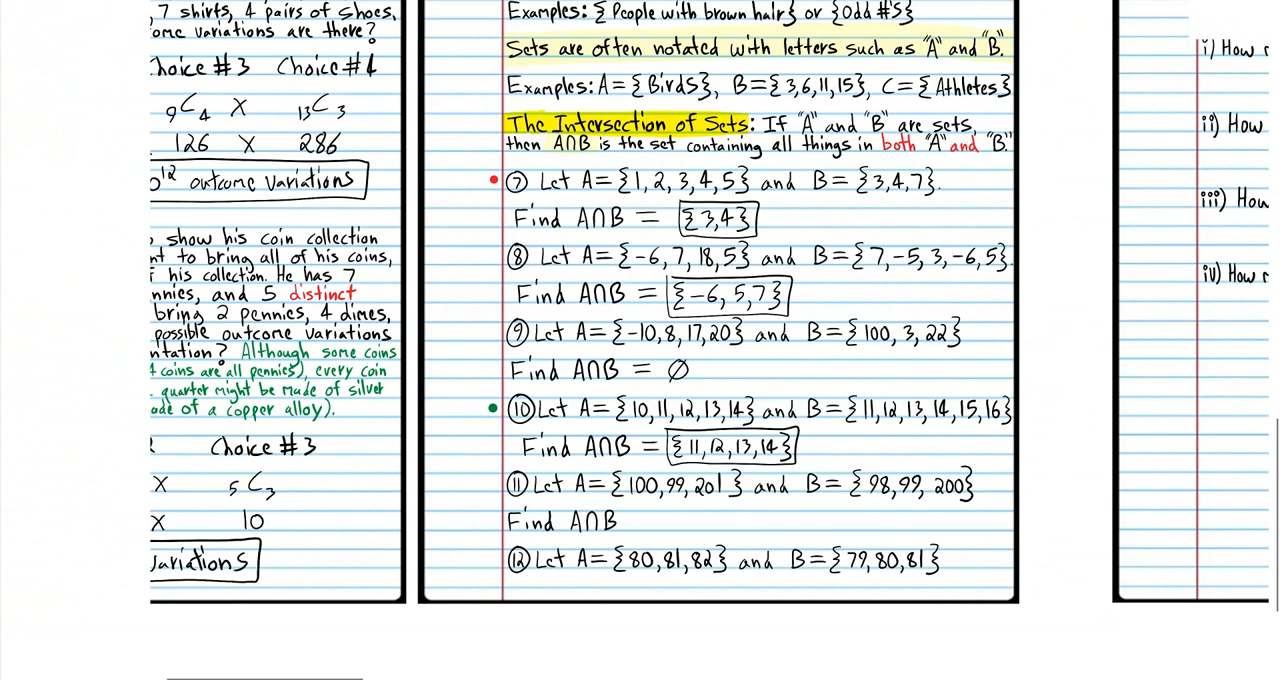 , 7 shirts, 4 pairs of shoes,
ome variations are there?
Choice #3 Choice #4
9C4 X 13C3
126 X 286
012 outcome variations
show his coin collection
nt to bring all of his coins,
f his collection. He has 7
nnies, and 5 distinct
bring 2 pennies, 4 dimes,
possible outcome variations
ntation? Although some coins
4 coins are all pennies), every coin
quarter might be made of silver
ade of a copper alloy).
Choice #3
X 5C3
X 10
variations
Examples: {People with brown hair} or {Odd #'s}
Sets are often notated with letters such as "A" and "B".
Examples: A = {Birds}, B = {3,6,11,15}, C = {Athletes}
The Intersection of Sets: If "A" and "B" are sets,
then A∩B is the set containing all things in both "A" and "B"
⑦ Let A = {1, 2, 3, 4, 5} and B = {3,4,7}.
Find A∩B = {3,4}
⑧ Let A = {-6, 7, 18, 5} and B = {7, -5, 3, -6, 5}.
Find A∩B = {-6, 5, 7}
⑨ Let A = {-10, 8, 17, 20} and B = {100, 3, 22}
Find A∩B = ∅
⑩ Let A = {10, 11, 12, 13, 14} and B = {11, 12, 13, 14, 15, 16}
Find A∩B = {11, 12, 13, 14}
⑪ Let A = {100, 99, 201} and B = {98, 99, 200}
Find A∩B
⑫ Let A = {80, 81, 82} and B = {79, 80, 81}
i) How
ii) How
iii) How
iv) How